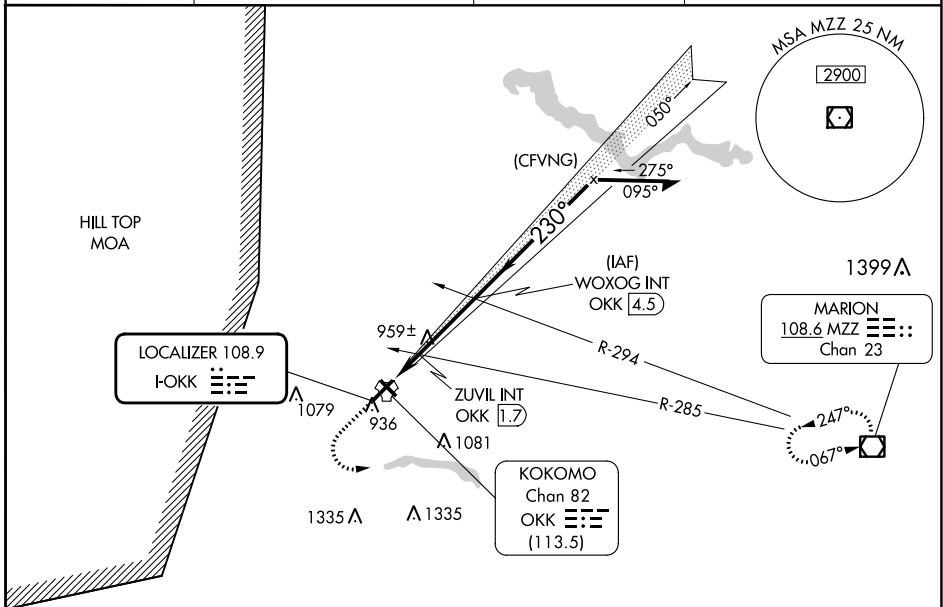 MSA MZZ 25 NM
2900
050°
(CFVNG)
275°
095°
230°
HILL TOP
MOA
(IAF)
WOXOG INT
OKK 4.5
1399
MARION
108.6 MZZ
Chan 23
959±
R-294
LOCALIZER 108.9
I-OKK
1079
936
ZUVIL INT
OKK 1.7
R-285
247°
067°
1081
KOKOMO
Chan 82
OKK
(113.5)
1335
1335